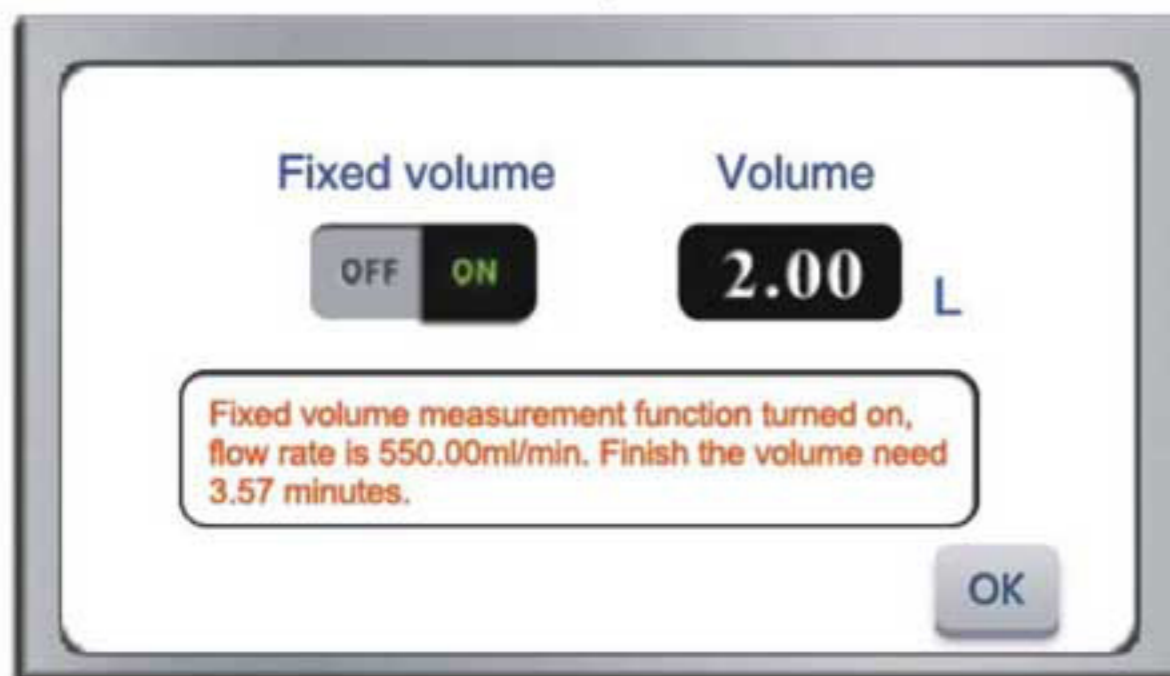 Fixed volume Volume
OFF ON 2.00 L
Fixed volume measurement function turned on,
flow rate is 550.00ml/min. Finish the volume need
3.57 minutes.
OK